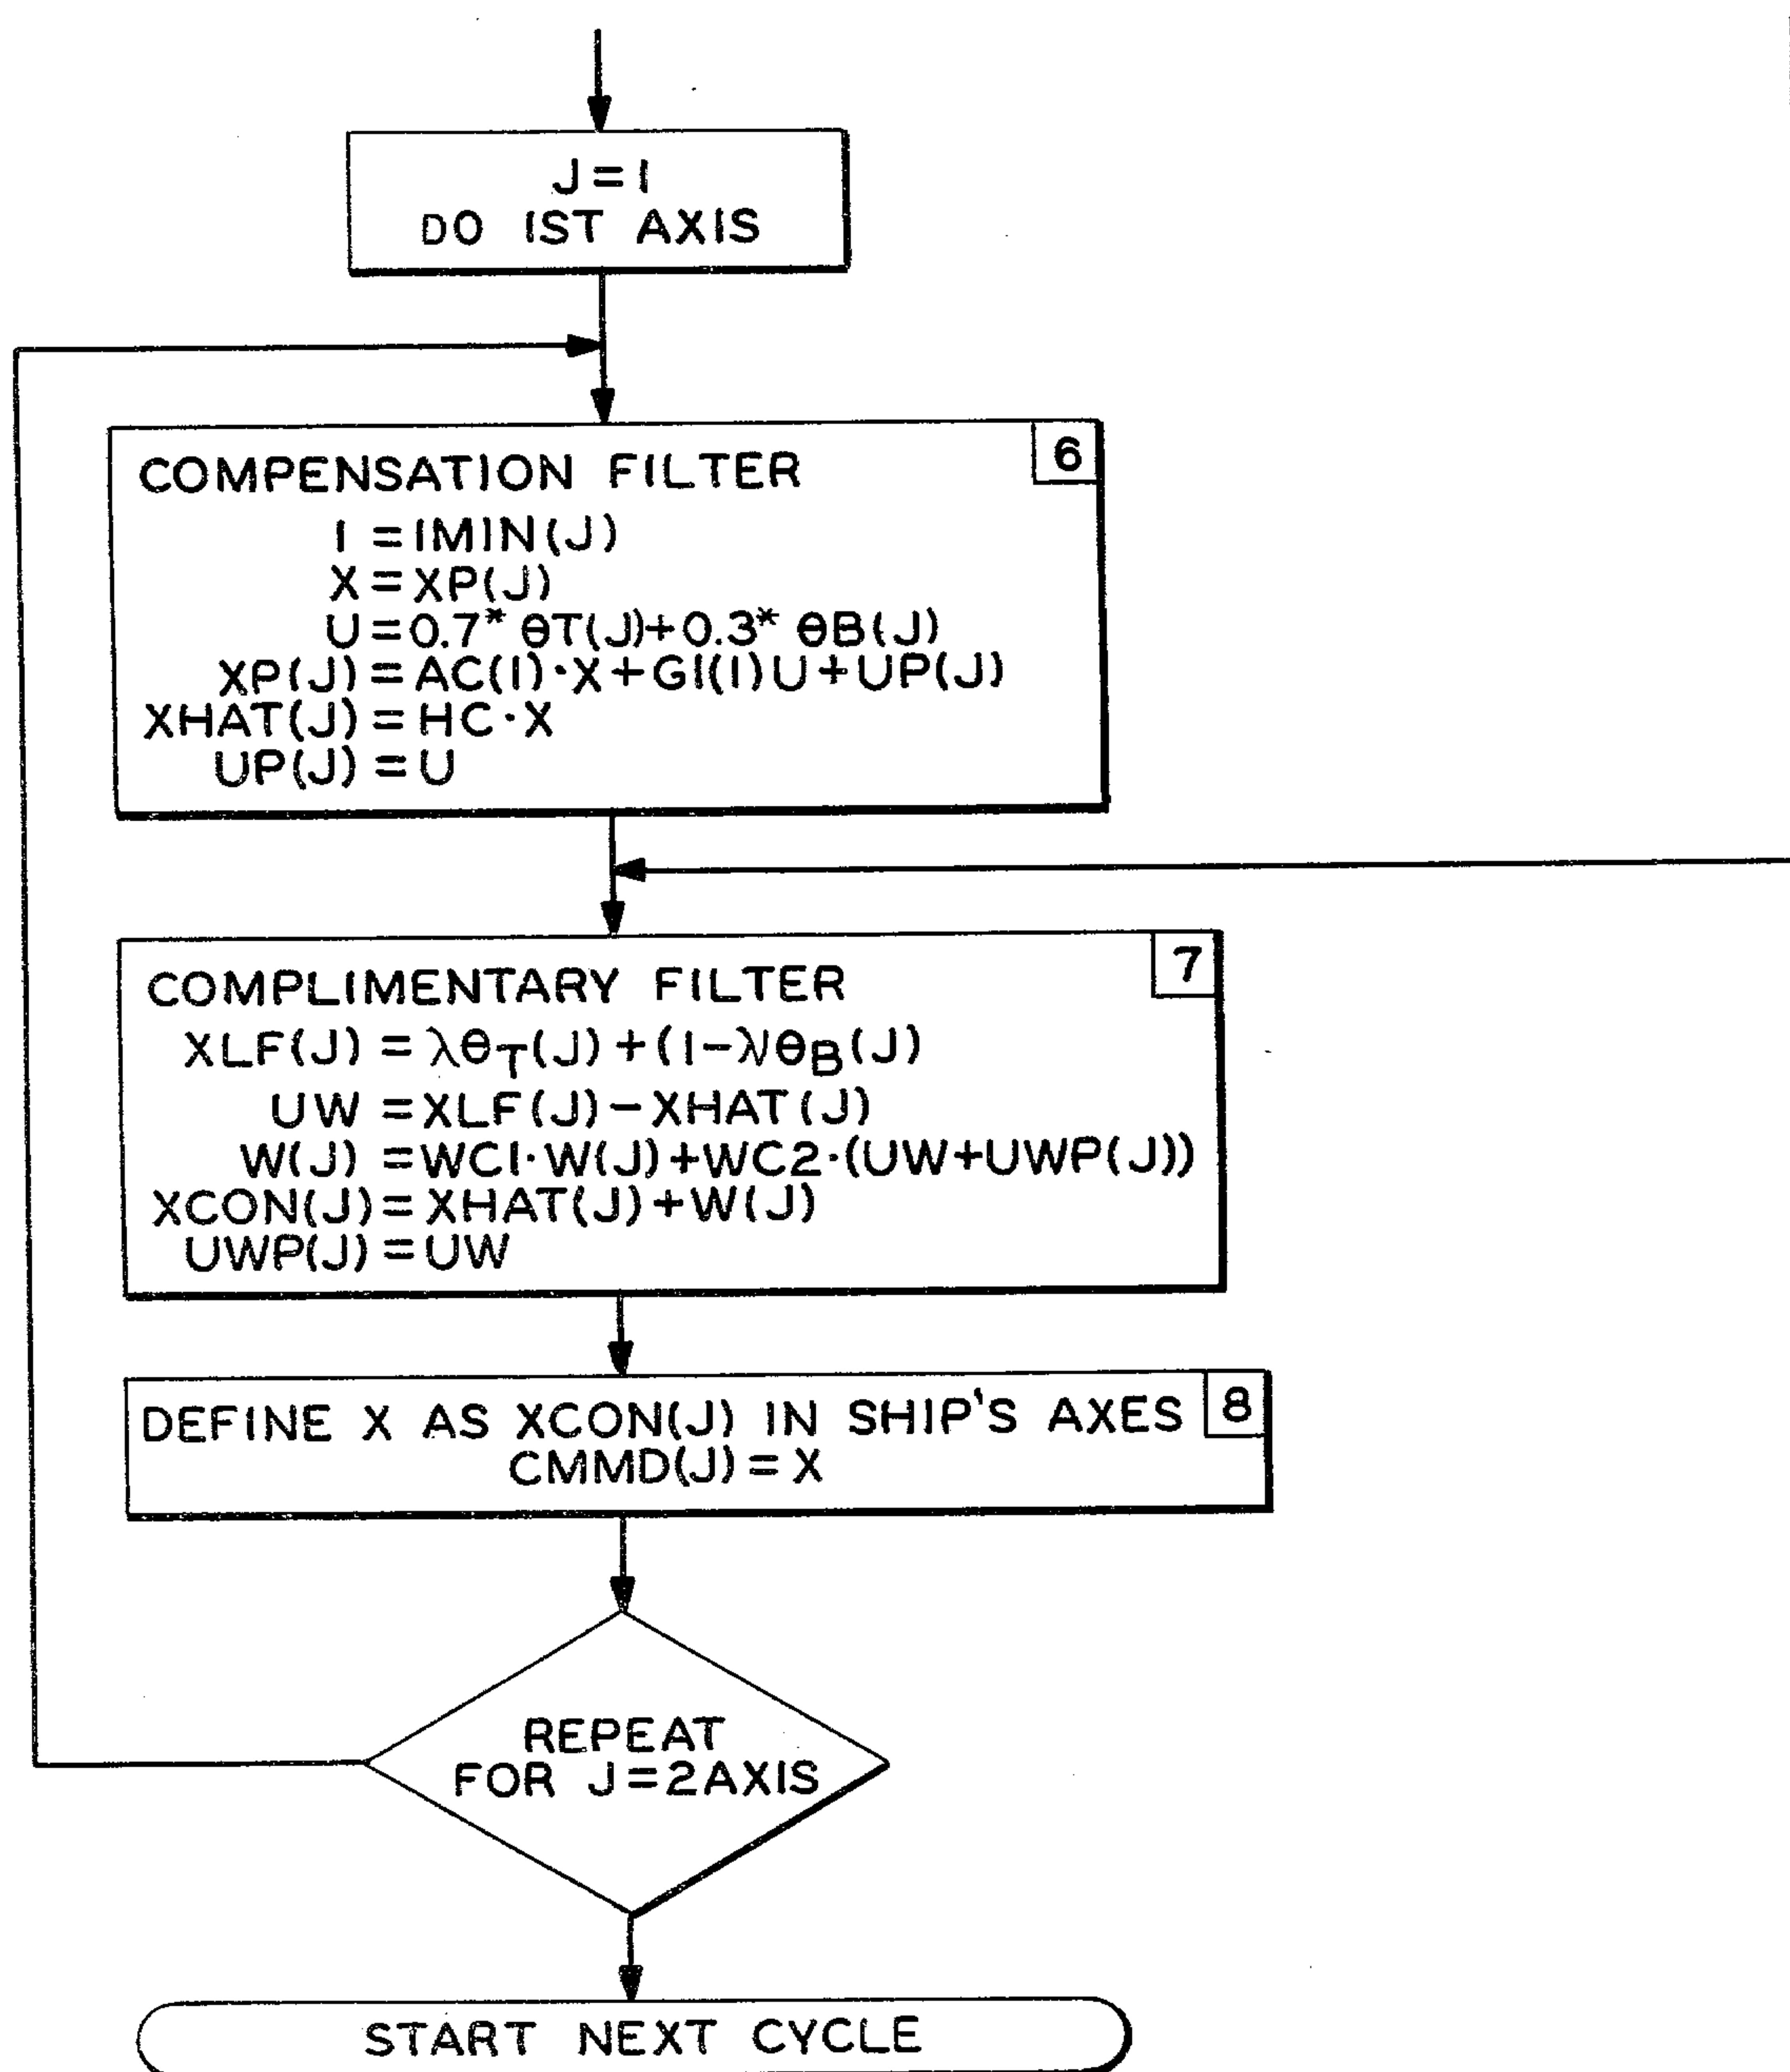 J=1
DO 1ST AXIS
6
COMPENSATION FILTER
I = IMIN(J)
X = XP(J)
U = 0.7* θT(J)+0.3* θB(J)
XP(J) = AC(I)·X+GI(I)U+UP(J)
XHAT(J) = HC·X
UP(J) = U
7
COMPLIMENTARY FILTER
XLF(J) = λθT(J)+(1-λ)θB(J)
UW = XLF(J)-XHAT(J)
W(J) = WC1·W(J)+WC2·(UW+UWP(J))
XCON(J) = XHAT(J)+W(J)
UWP(J) = UW
8
DEFINE X AS XCON(J) IN SHIP'S AXES
CMMD(J) = X
REPEAT
FOR J=2AXIS
START NEXT CYCLE